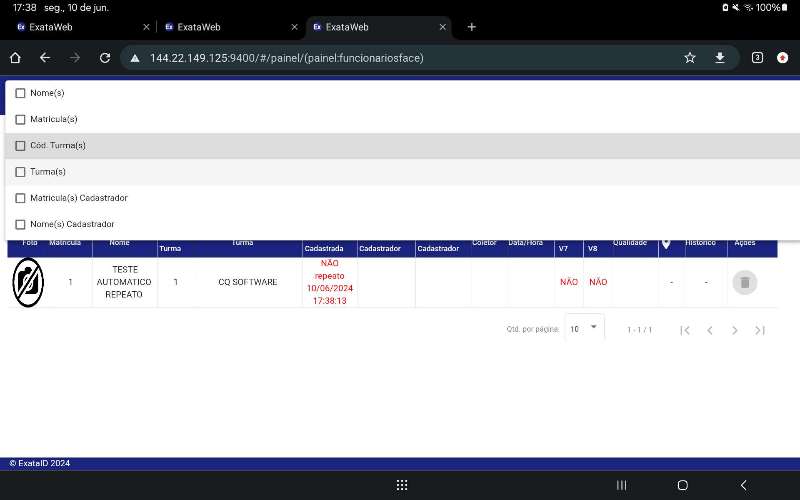 17:38 seg., 10 de jun. 100%
ExataWeb ExataWeb ExataWeb
144.22.149.125:9400/#/painel/(painel:funcionariosface) 3
Nome(s)
Matricula(s)
Cód. Turma(s)
Turma(s)
Matricula(s) Cadastrador
Nome(s) Cadastrador
Foto Matrícula Nome Turma Turma Cadastrada Cadastrador Cadastrador Coletor Data/Hora V7 V8 Qualidade Histórico Ações
1 TESTE AUTOMATICO REPEATO 1 CQ SOFTWARE NÃO repeato 10/06/2024 17:38:13 NÃO NÃO - -
Qtd. por página: 10 1 - 1 / 1
© ExataID 2024